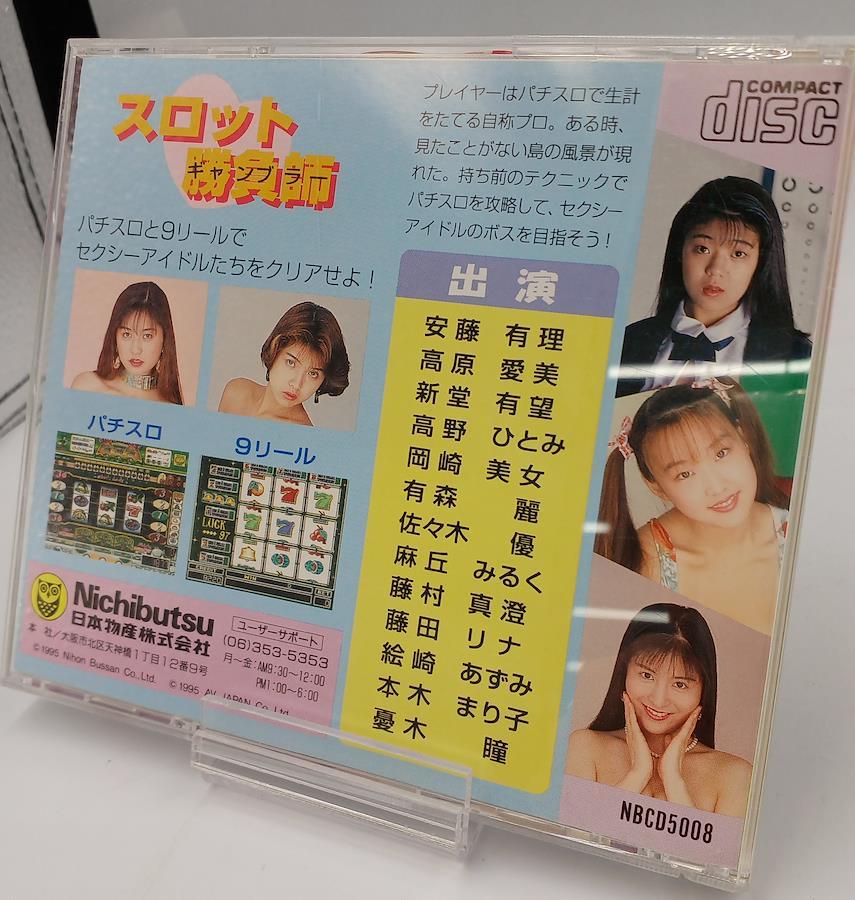 スロット
勝負師
ギャンブラー
パチスロと9リールで
セクシーアイドルたちをクリアせよ！
プレイヤーはパチスロで生計
をたてる自称プロ。ある時、
見たことがない島の風景が現
れた。持ち前のテクニックで
パチスロを攻略して、セクシー
アイドルのボスを目指そう！
COMPACT
disc
パチスロ
9リール
LUCK
97
CREDIT
WIN
BET
出演
安藤 有理
高原 愛美
新堂 有望
高野 ひとみ
岡崎 美女
有森 麗
佐々木 優
麻丘 みるく
藤村 真澄
藤田 リナ
絵崎 あずみ
本木 まり子
憂木 瞳
Nichibutsu
日本物産株式会社
本 社／大阪市北区天神橋1丁目12番9号
©1995 Nihon Bussan Co., Ltd. ©1995 AV JAPAN Co., Ltd.
ユーザーサポート
(06)353-5353
月～金：AM9:30～12:00
PM1:00～6:00
NBCD5008